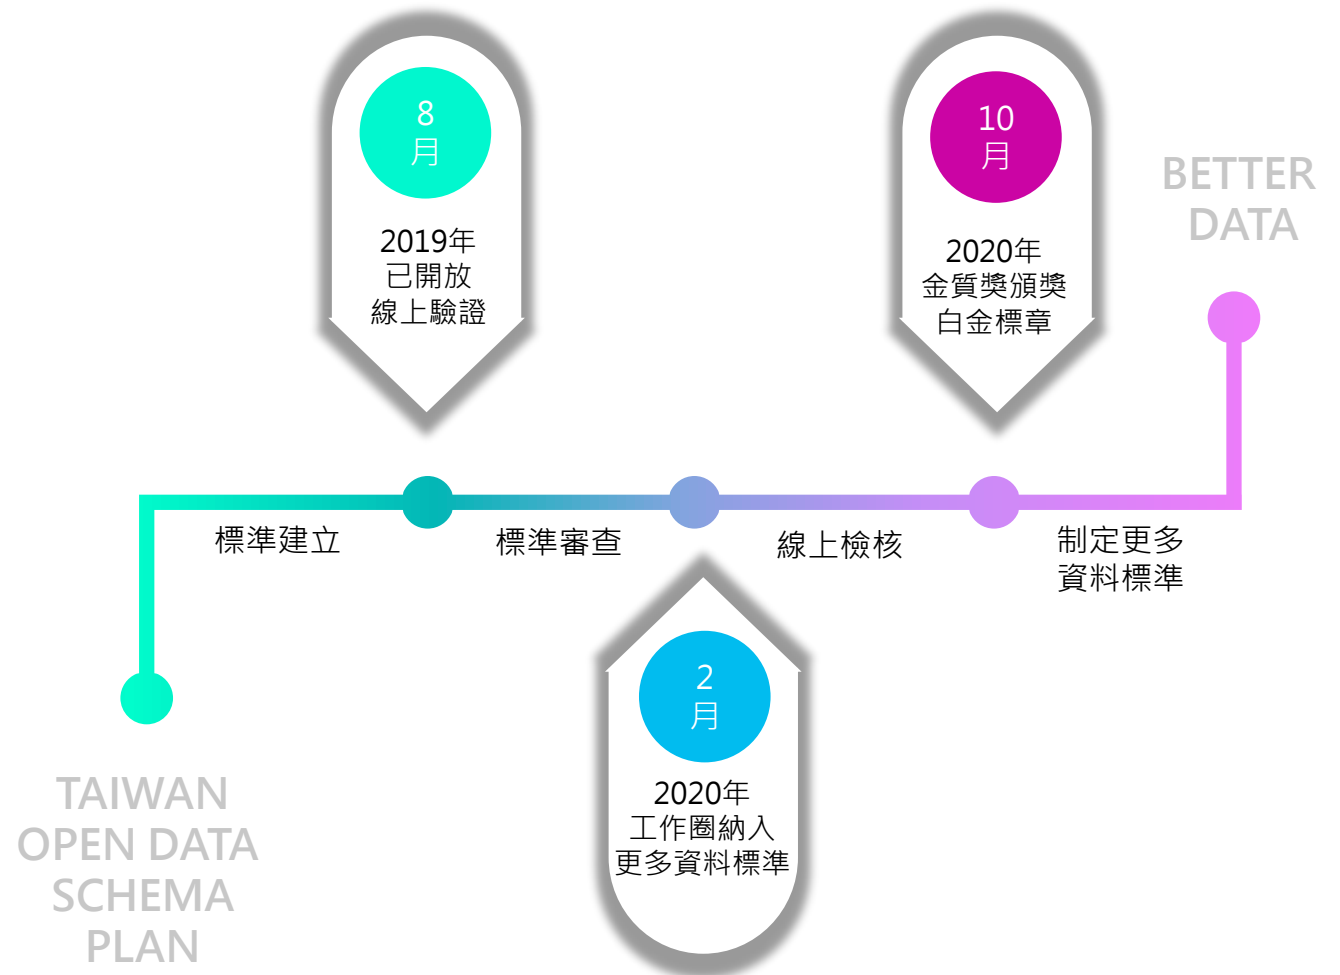 8
月
2019年
已開放
線上驗證
10
月
2020年
金質獎頒獎
白金標章
BETTER
DATA
標準建立
標準審查
線上檢核
制定更多
資料標準
2
月
2020年
工作圈納入
更多資料標準
TAIWAN
OPEN DATA
SCHEMA
PLAN